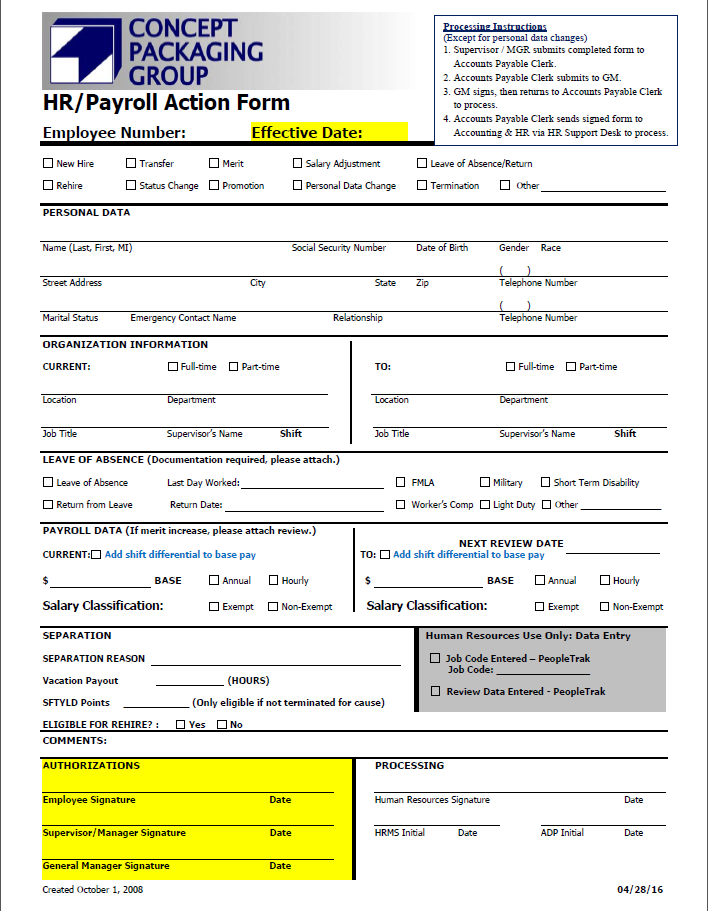 CONCEPT
PACKAGING
GROUP
Processing Instructions
(Except for personal data changes)
1. Supervisor / MGR submits completed form to
Accounts Payable Clerk.
2. Accounts Payable Clerk submits to GM.
3. GM signs, then returns to Accounts Payable Clerk
to process.
4. Accounts Payable Clerk sends signed form to
Accounting & HR via HR Support Desk to process.
HR/Payroll Action Form
Employee Number: Effective Date:
New Hire Transfer Merit Salary Adjustment Leave of Absence/Return
Rehire Status Change Promotion Personal Data Change Termination Other
PERSONAL DATA
Name (Last, First, MI) Social Security Number Date of Birth Gender Race
( )
Street Address City State Zip Telephone Number
( )
Marital Status Emergency Contact Name Relationship Telephone Number
ORGANIZATION INFORMATION
CURRENT: Full-time Part-time TO: Full-time Part-time
Location Department Location Department
Job Title Supervisor's Name Shift Job Title Supervisor's Name Shift
LEAVE OF ABSENCE (Documentation required, please attach.)
Leave of Absence Last Day Worked: FMLA Military Short Term Disability
Return from Leave Return Date: Worker's Comp Light Duty Other
PAYROLL DATA (If merit increase, please attach review.)
NEXT REVIEW DATE
CURRENT: Add shift differential to base pay TO: Add shift differential to base pay
$ BASE Annual Hourly $ BASE Annual Hourly
Salary Classification: Exempt Non-Exempt Salary Classification: Exempt Non-Exempt
SEPARATION Human Resources Use Only: Data Entry
SEPARATION REASON Job Code Entered – PeopleTrak
Job Code:
Vacation Payout (HOURS)
Review Data Entered - PeopleTrak
SFTYLD Points (Only eligible if not terminated for cause)
ELIGIBLE FOR REHIRE? : Yes No
COMMENTS:
AUTHORIZATIONS PROCESSING
Employee Signature Date Human Resources Signature Date
Supervisor/Manager Signature Date HRMS Initial Date ADP Initial Date
General Manager Signature Date
Created October 1, 2008 04/28/16